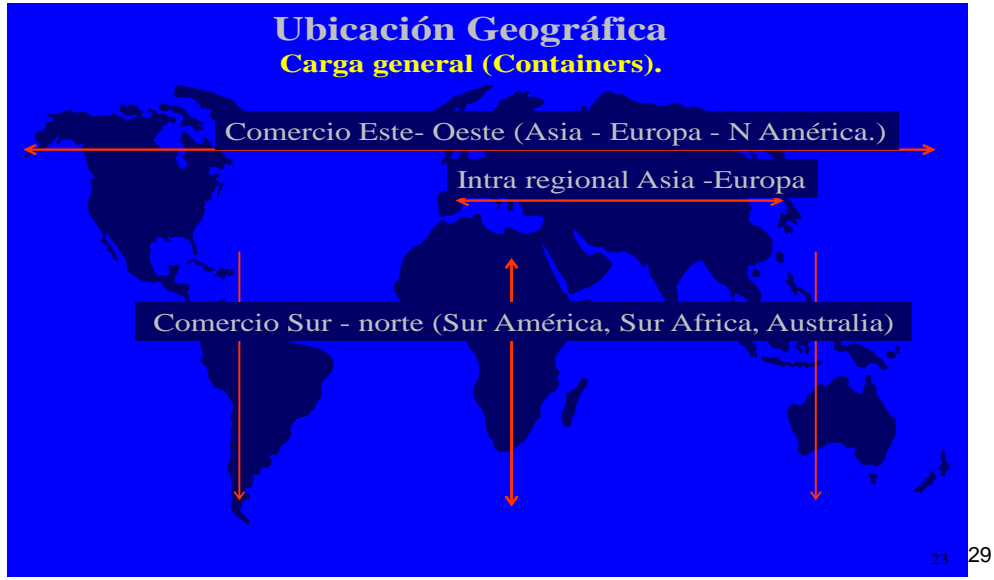 Ubicación Geográfica
Carga general (Containers).
Comercio Este- Oeste (Asia - Europa - N América.)
Intra regional Asia -Europa
Comercio Sur - norte (Sur América, Sur Africa, Australia)
23
29